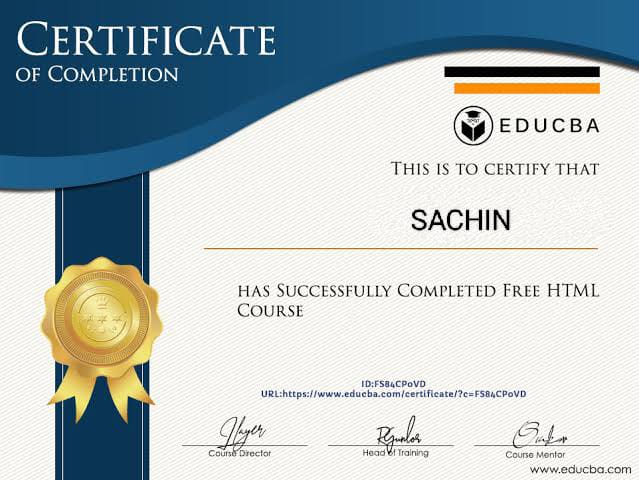 CERTIFICATE
OF COMPLETION
EDUCBA
THIS IS TO CERTIFY THAT
SACHIN
HAS SUCCESSFULLY COMPLETED FREE HTML
COURSE
ID:FS84CPoVD
URL:https://www.educba.com/certificate/?c=FS84CPoVD
Course Director
Head of Training
Course Mentor
www.educba.com